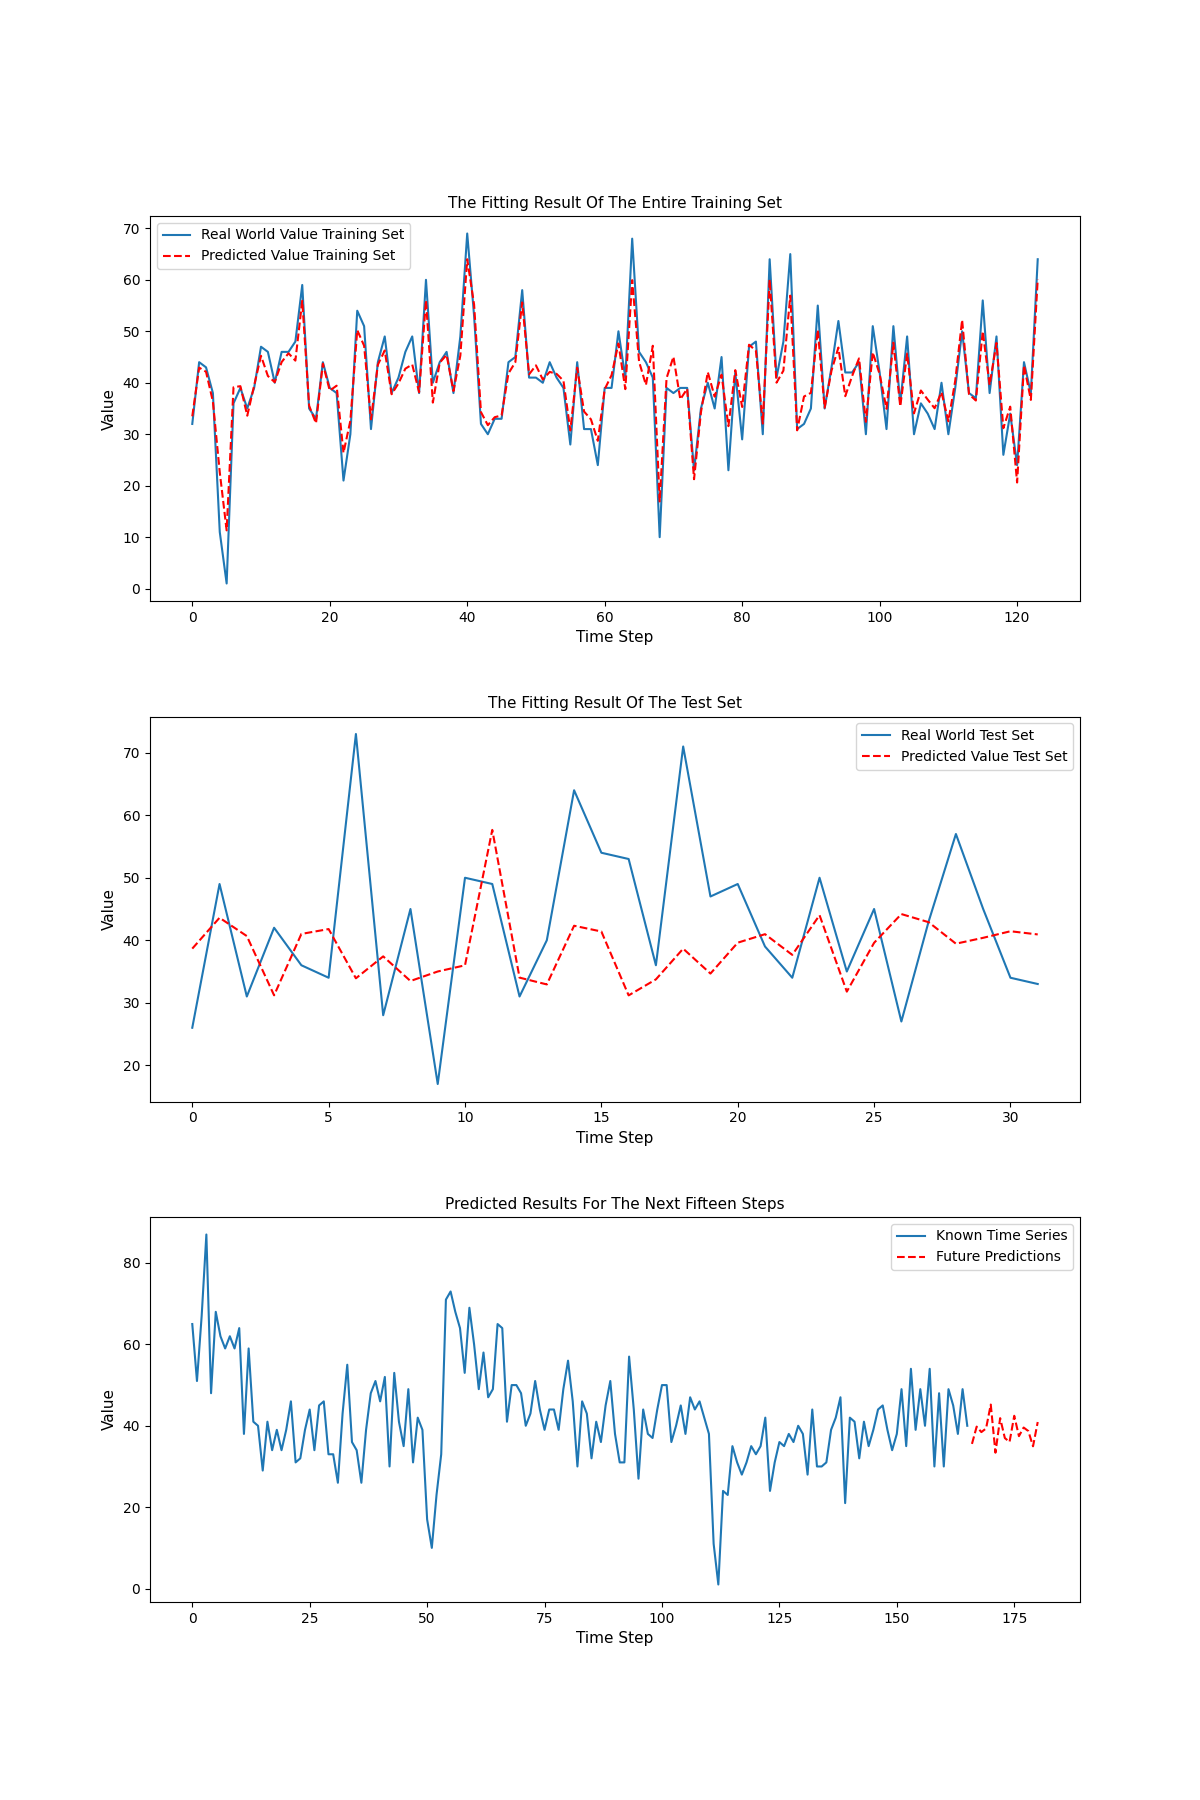 The Fitting Result Of The Entire Training Set
Real World Value Training Set
Predicted Value Training Set
Value
70
60
50
40
30
20
10
0
0 20 40 60 80 100 120
Time Step
The Fitting Result Of The Test Set
Real World Test Set
Predicted Value Test Set
Value
70
60
50
40
30
20
0 5 10 15 20 25 30
Time Step
Predicted Results For The Next Fifteen Steps
Known Time Series
Future Predictions
Value
80
60
40
20
0
0 25 50 75 100 125 150 175
Time Step